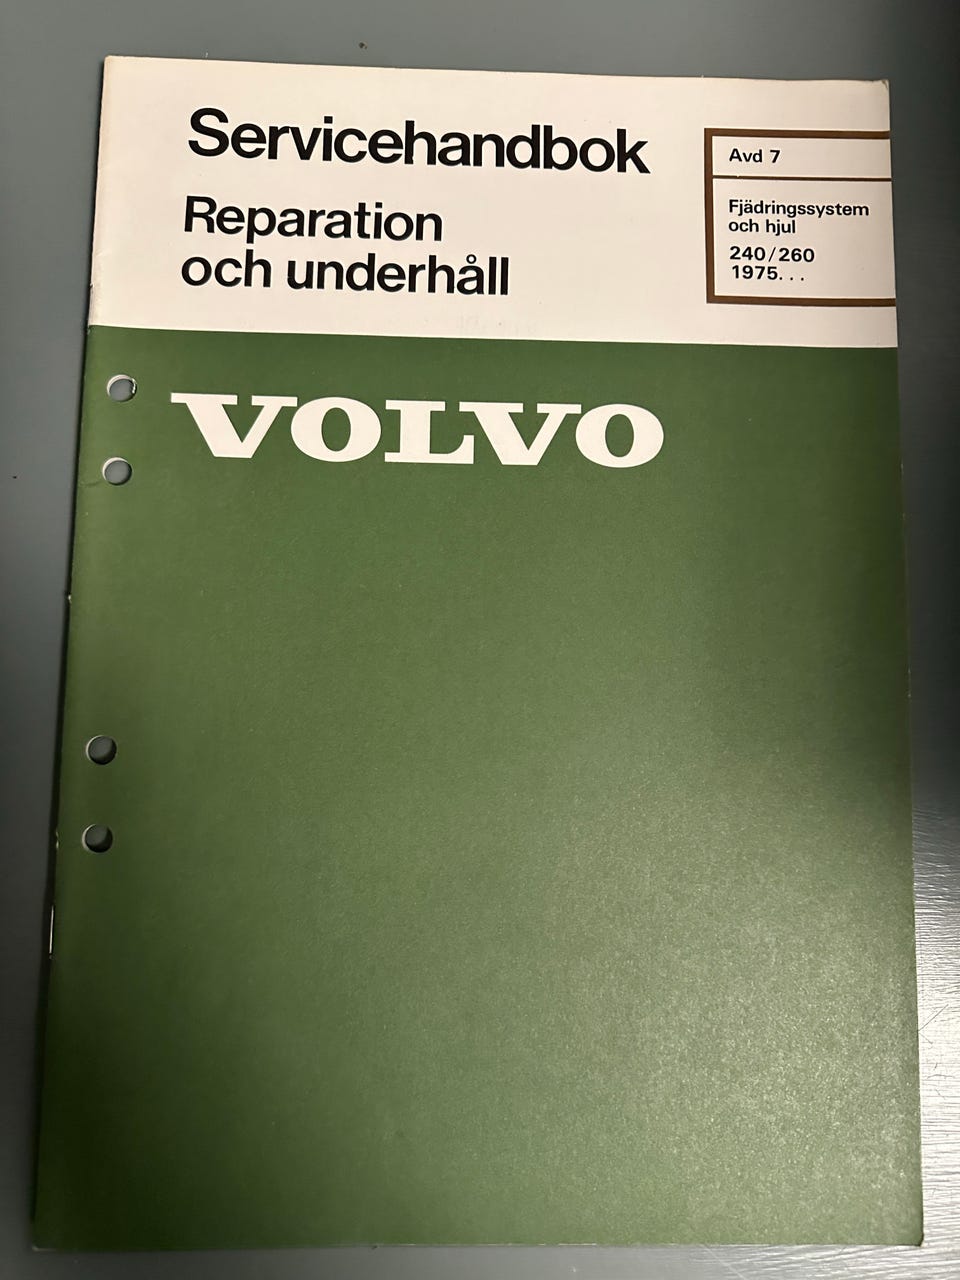 Servicehandbok
Reparation
och underhåll
Avd 7
Fjädringssystem
och hjul
240/260
1975...
VOLVO